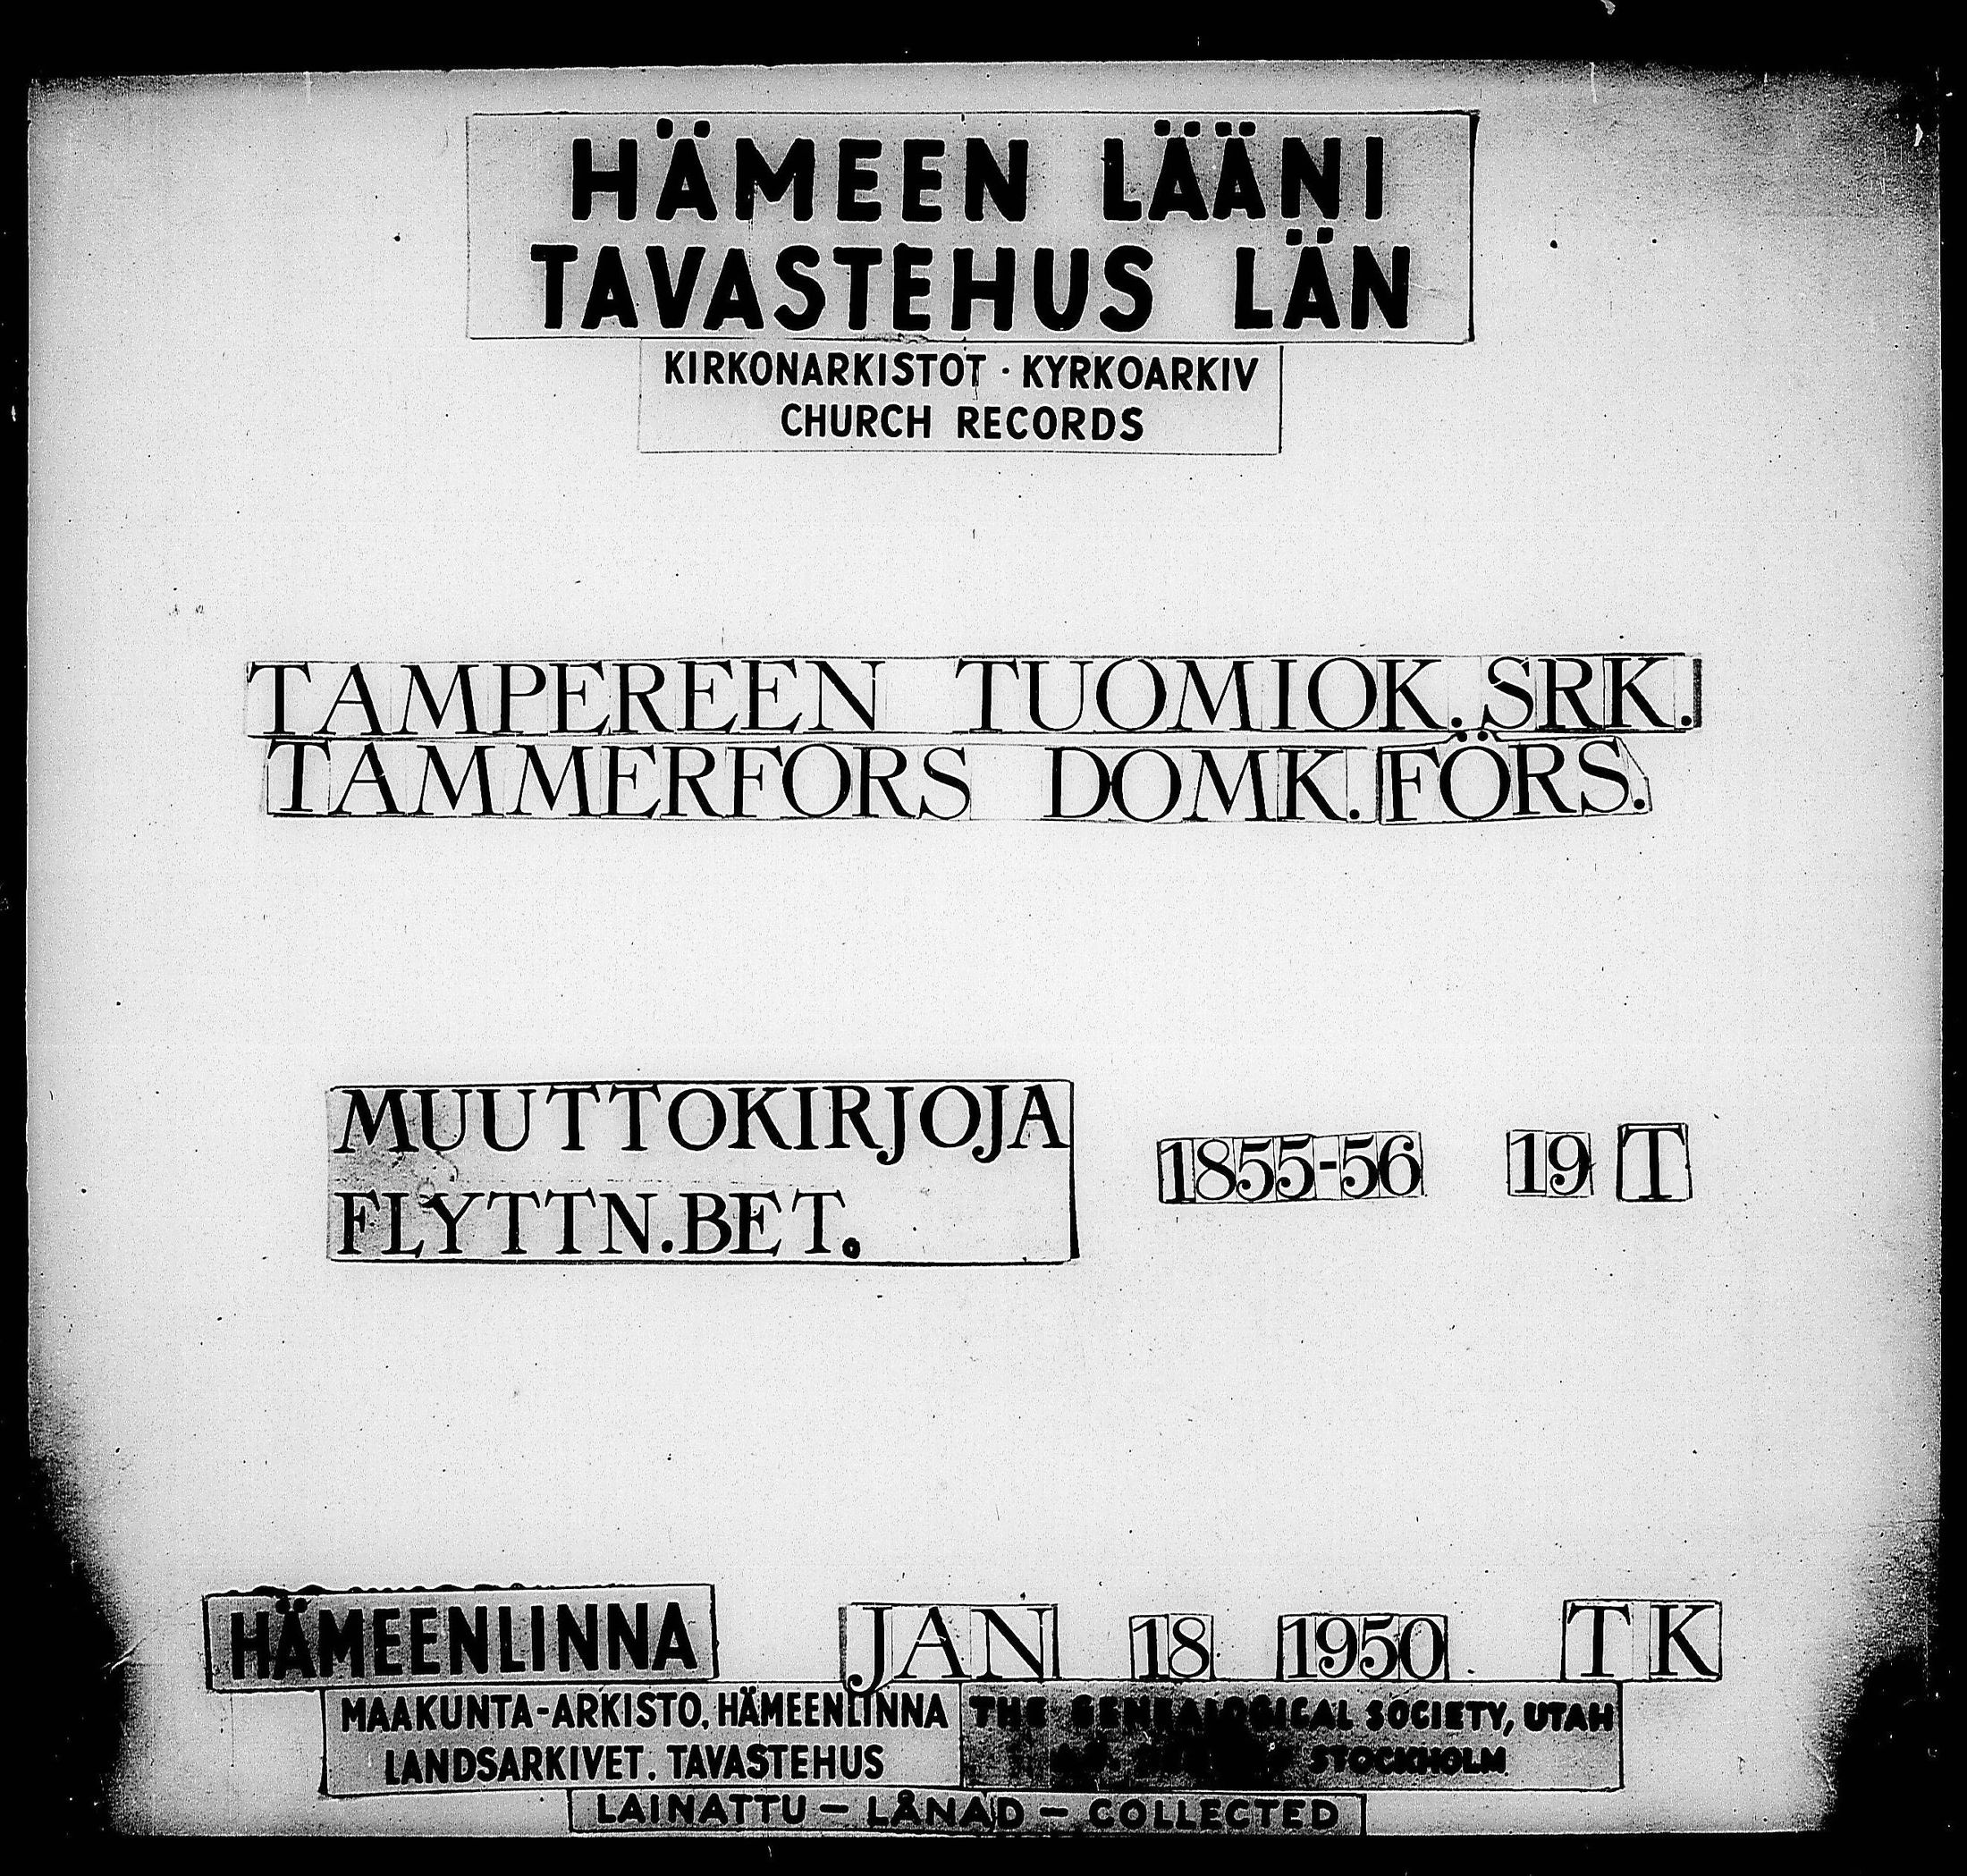 HÄMEEN LÄÄNI
TAVASTEHUS LÄN
KIRKONARKISTOT · KYRKOARKIV
CHURCH RECORDS
TAMPEREEN TUOMIOK. SRK.
TAMMERFORS DOMK. FÖRS.
MUUTTOKIRJOJA
FLYTTN.BET.
1855-56 19 T
HÄMEENLINNA JAN 18 1950 TK
MAAKUNTA-ARKISTO, HÄMEENLINNA
LANDSARKIVET. TAVASTEHUS
THE GENEALOGICAL SOCIETY, UTAH
STOCKHOLM
LAINATTU - LÅNAD - COLLECTED